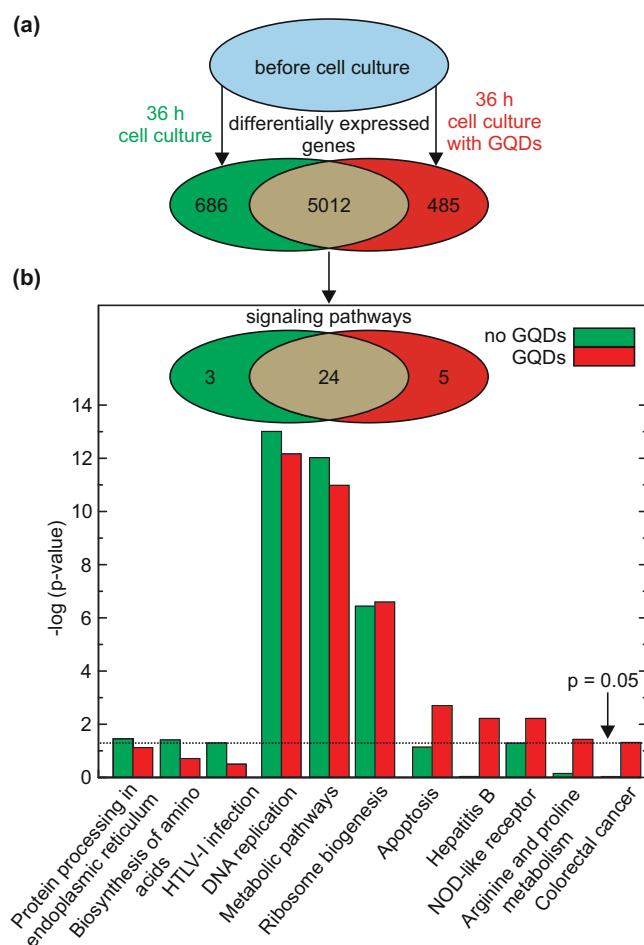 (a)
before cell culture
36 h
cell culture
differentially expressed
genes
36 h
cell culture
with GQDs
686
5012
485
(b)
signaling pathways
no GQDs
GQDs
3
24
5
14
12
10
8
6
4
2
0
-log (p-value)
p = 0.05
Protein processing in
endoplasmic reticulum
Biosynthesis of amino
acids
HTLV-I infection
DNA replication
Metabolic pathways
Ribosome biogenesis
Apoptosis
Hepatitis B
NOD-like receptor
Arginine and proline
metabolism
Colorectal cancer